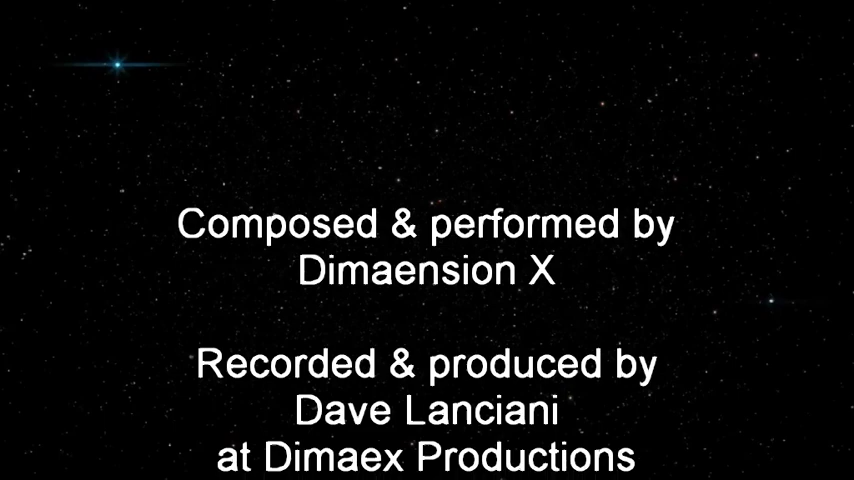 Composed & performed by
Dimaension X
Recorded & produced by
Dave Lanciani
at Dimaex Productions